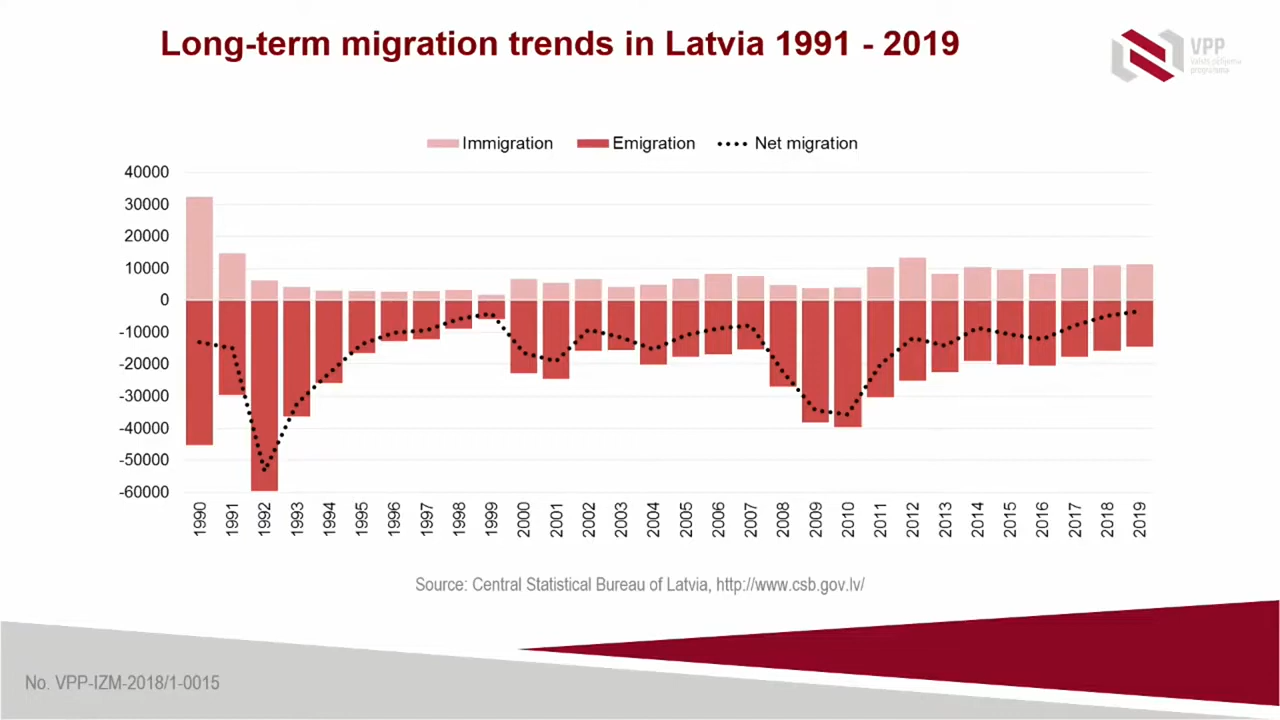 Long-term migration trends in Latvia 1991 - 2019
VPP
Valsts pētījumu
programma
Immigration Emigration Net migration
40000
30000
20000
10000
0
-10000
-20000
-30000
-40000
-50000
-60000
1990 1991 1992 1993 1994 1995 1996 1997 1998 1999 2000 2001 2002 2003 2004 2005 2006 2007 2008 2009 2010 2011 2012 2013 2014 2015 2016 2017 2018 2019
Source: Central Statistical Bureau of Latvia, http://www.csb.gov.lv/
No. VPP-IZM-2018/1-0015